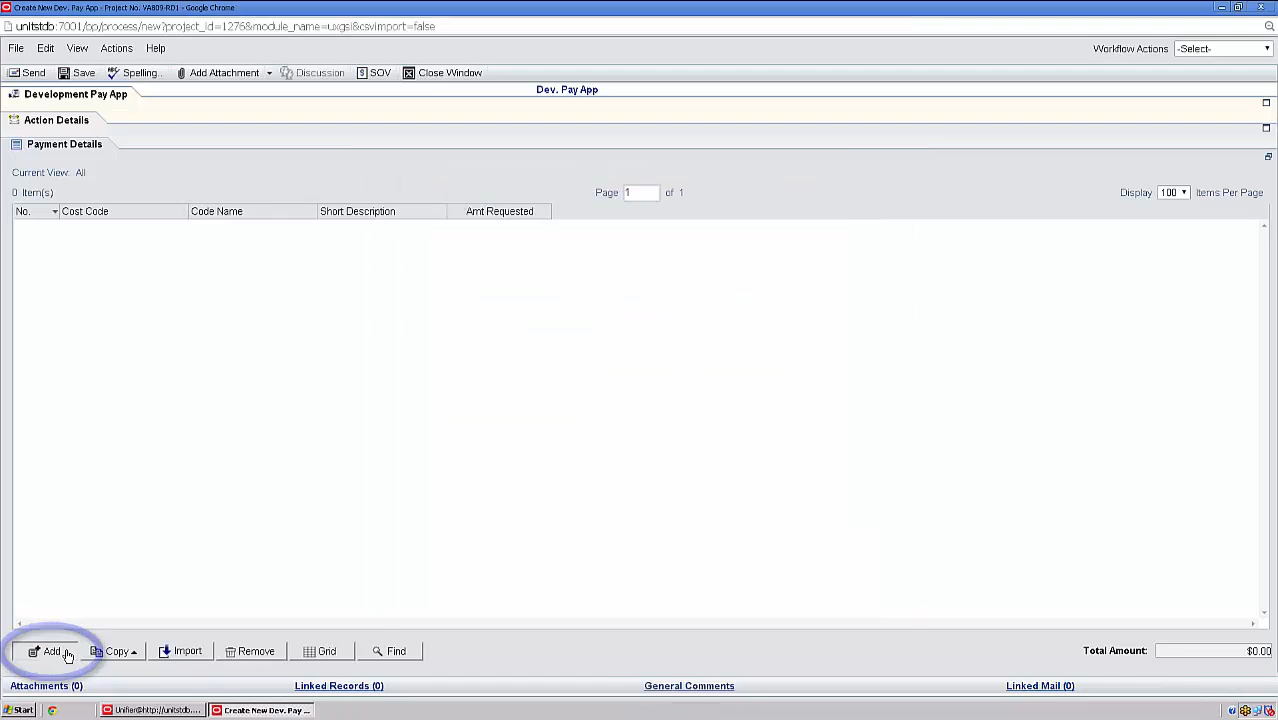 Create New Dev. Pay App - Project No. VA809-RD1 - Google Chrome
unitstdb:7001/bp/process/new?project_id=1276&module_name=uxgsl&csvimport=false
File Edit View Actions Help Workflow Actions -Select-
Send Save Spelling... Add Attachment Discussion SOV Close Window
Development Pay App Dev. Pay App
Action Details
Payment Details
Current View: All
0 Item(s) Page 1 of 1 Display 100 Items Per Page
No. Cost Code Code Name Short Description Amt Requested
Add Copy Import Remove Grid Find Total Amount: $0.00
Attachments (0) Linked Records (0) General Comments Linked Mail (0)
Start Unifier@http://unitstdb.... Create New Dev. Pay ...